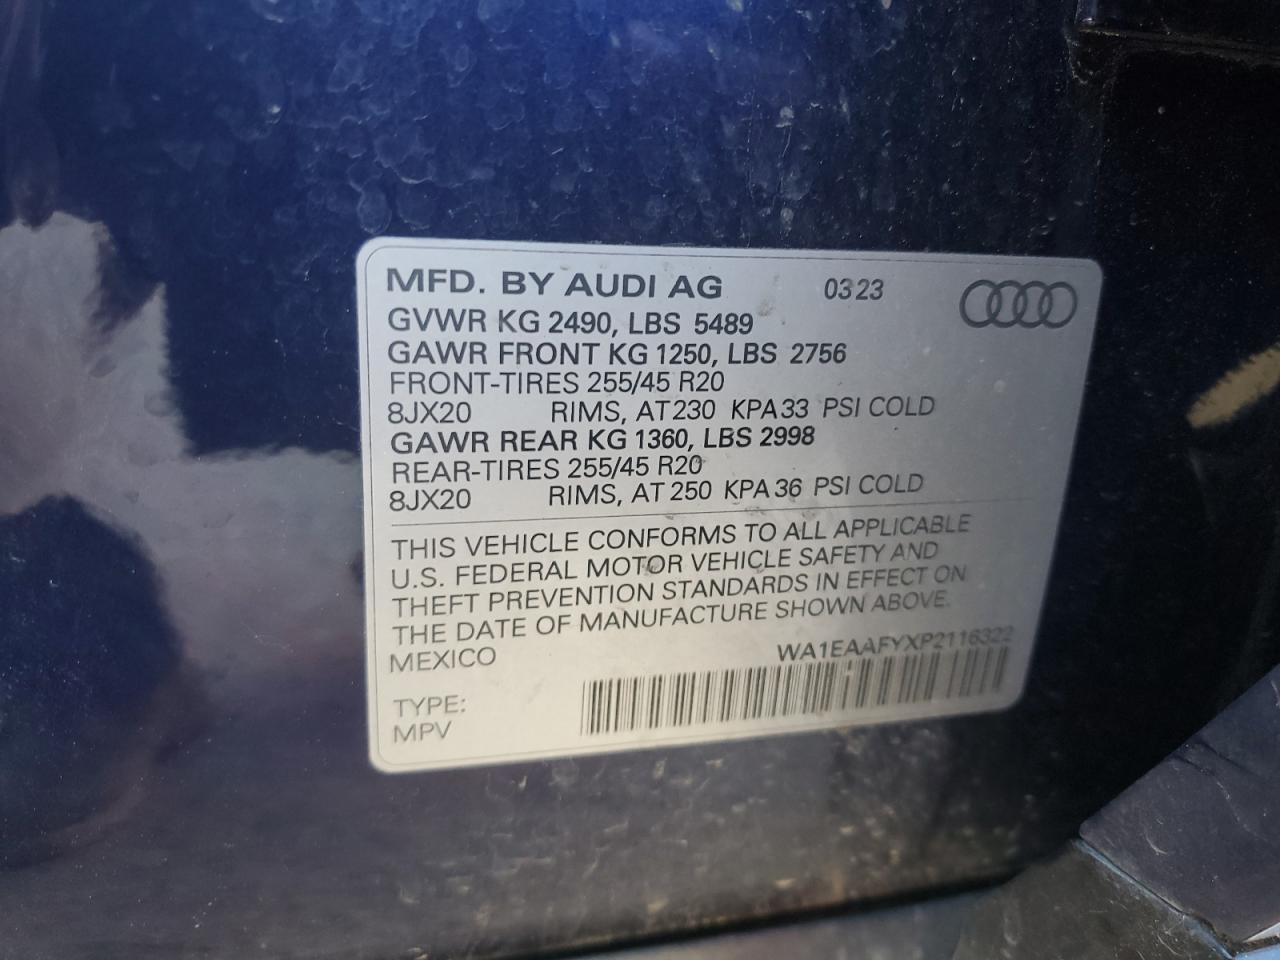 MFD. BY AUDI AG 03 23
GVWR KG 2490, LBS 5489
GAWR FRONT KG 1250, LBS 2756
FRONT-TIRES 255/45 R20
8JX20 RIMS, AT 230 KPA 33 PSI COLD
GAWR REAR KG 1360, LBS 2998
REAR-TIRES 255/45 R20
8JX20 RIMS, AT 250 KPA 36 PSI COLD
THIS VEHICLE CONFORMS TO ALL APPLICABLE
U.S. FEDERAL MOTOR VEHICLE SAFETY AND
THEFT PREVENTION STANDARDS IN EFFECT ON
THE DATE OF MANUFACTURE SHOWN ABOVE.
MEXICO WA1EAAFYXP2116322
TYPE:
MPV